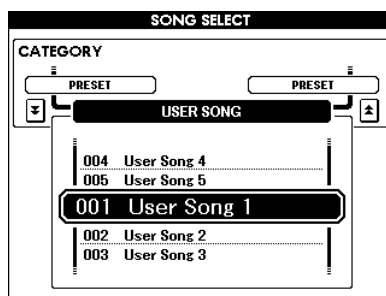 SONG SELECT
CATEGORY
PRESET PRESET
USER SONG
004 User Song 4
005 User Song 5
001 User Song 1
002 User Song 2
003 User Song 3